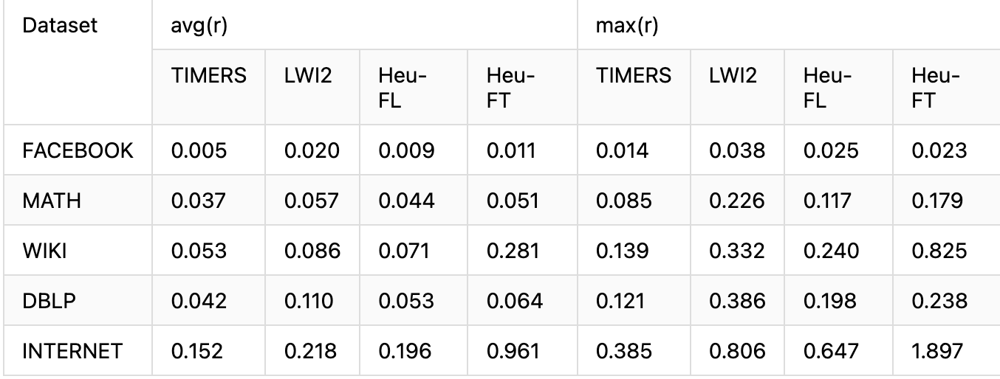 Dataset avg(r) max(r)
TIMERS LWI2 Heu-FL Heu-FT TIMERS LWI2 Heu-FL Heu-FT
FACEBOOK 0.005 0.020 0.009 0.011 0.014 0.038 0.025 0.023
MATH 0.037 0.057 0.044 0.051 0.085 0.226 0.117 0.179
WIKI 0.053 0.086 0.071 0.281 0.139 0.332 0.240 0.825
DBLP 0.042 0.110 0.053 0.064 0.121 0.386 0.198 0.238
INTERNET 0.152 0.218 0.196 0.961 0.385 0.806 0.647 1.897